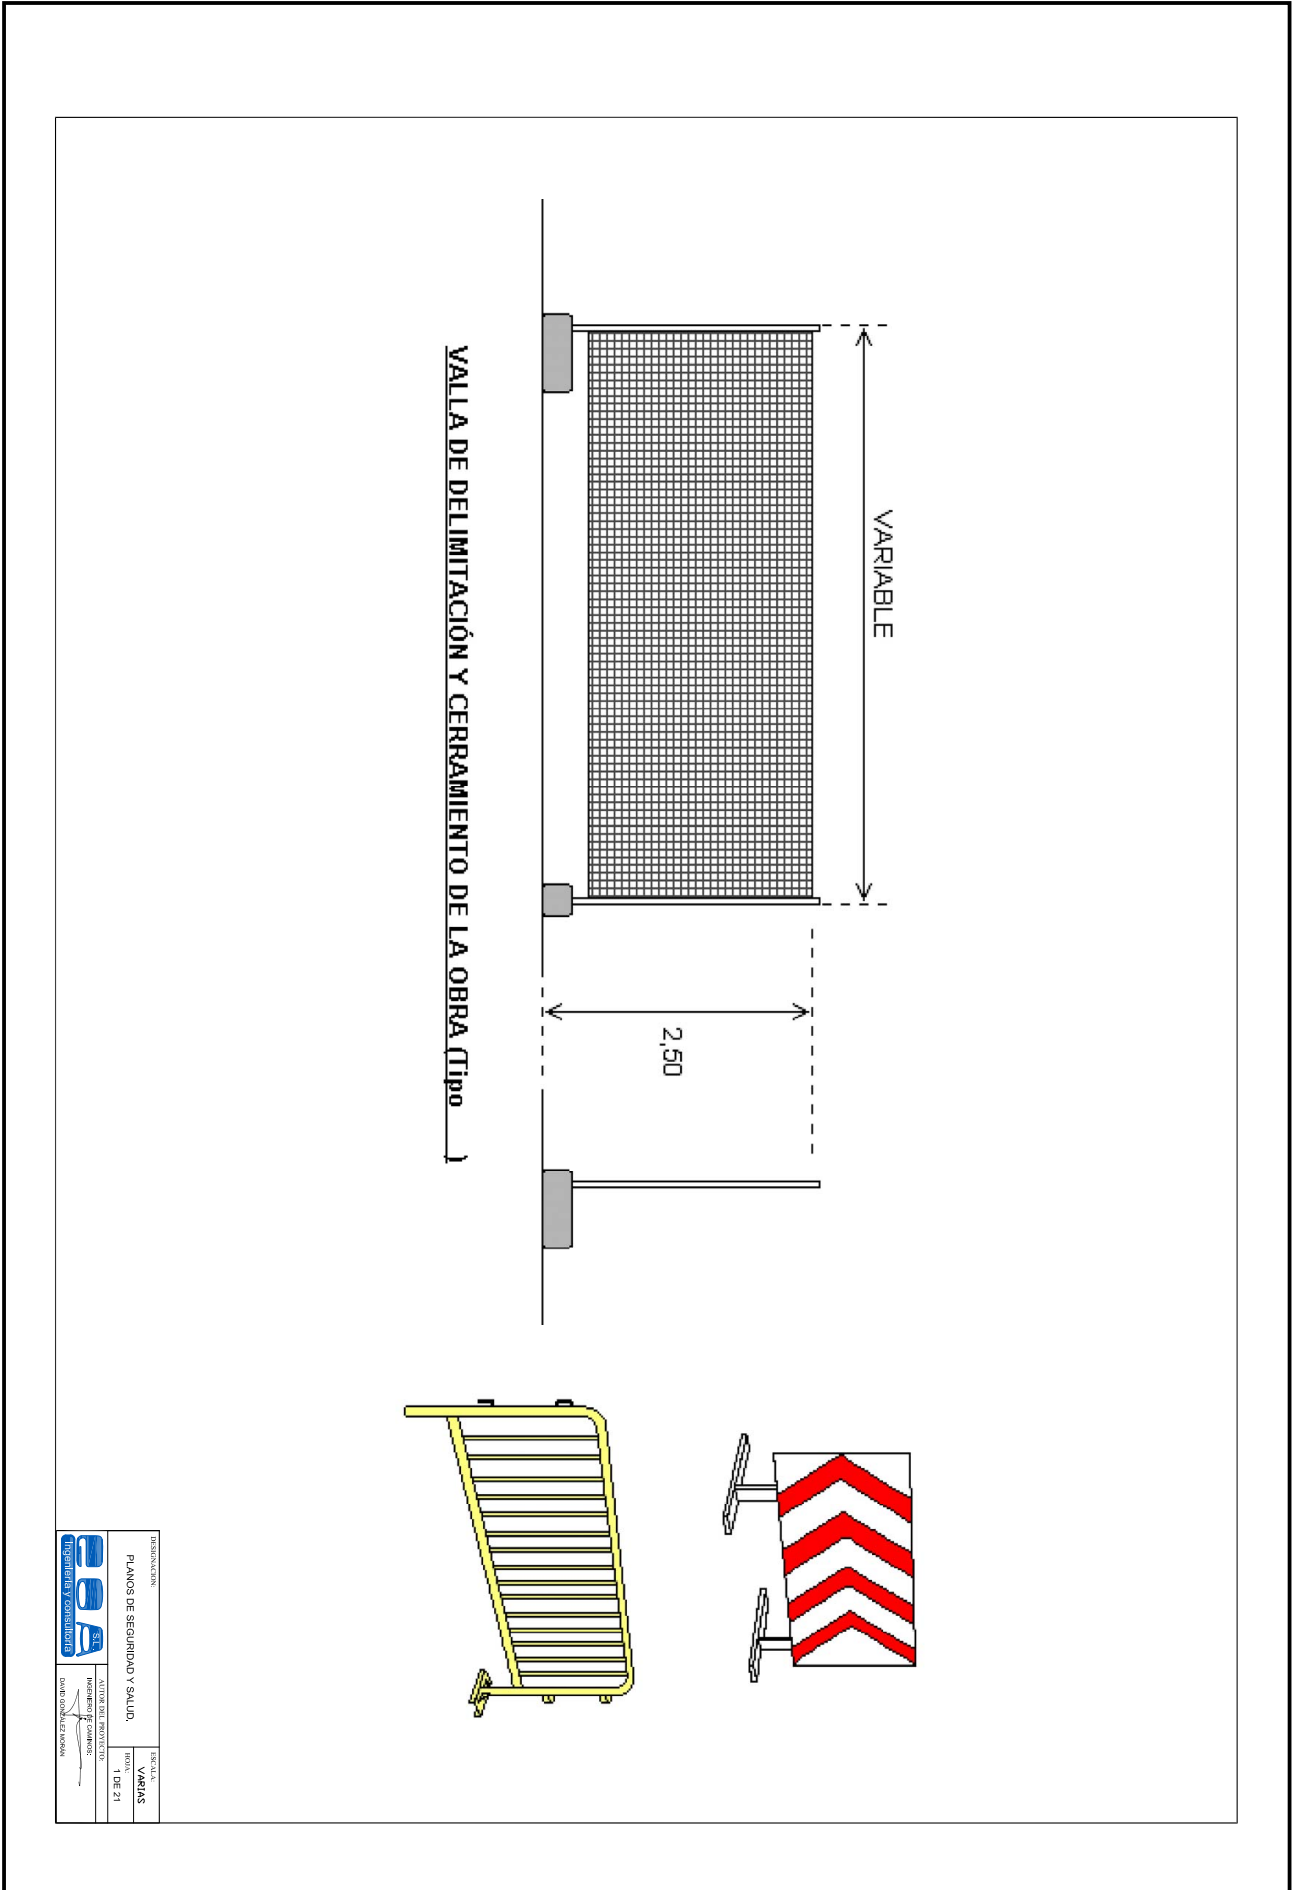 VARIABLE
2,50
VALLA DE DELIMITACIÓN Y CERRAMIENTO DE LA OBRA (Tipo )
DESIGNACION:
PLANOS DE SEGURIDAD Y SALUD.
ESCALA:
VARIAS
HOJA:
1 DE 21
S.L.
Ingeniería y consultoría
AUTOR DEL PROYECTO:
INGENIERO DE CAMINOS:
DAVID GONZÁLEZ MORÁN